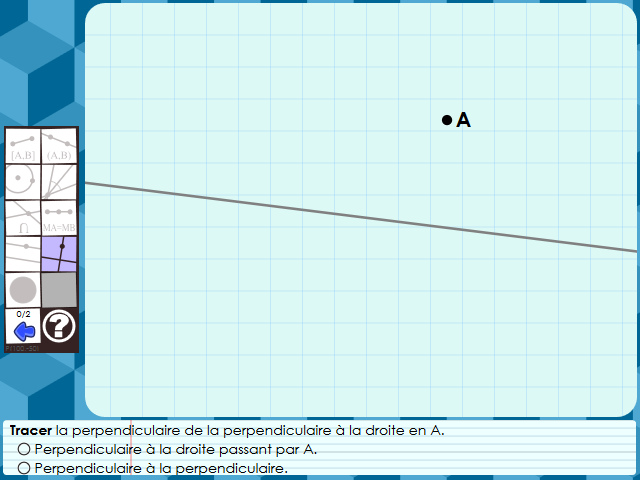 A
[A,B] (A,B)
MA=MB
0/2
?
Tracer la perpendiculaire de la perpendiculaire à la droite en A.
Perpendiculaire à la droite passant par A.
Perpendiculaire à la perpendiculaire.